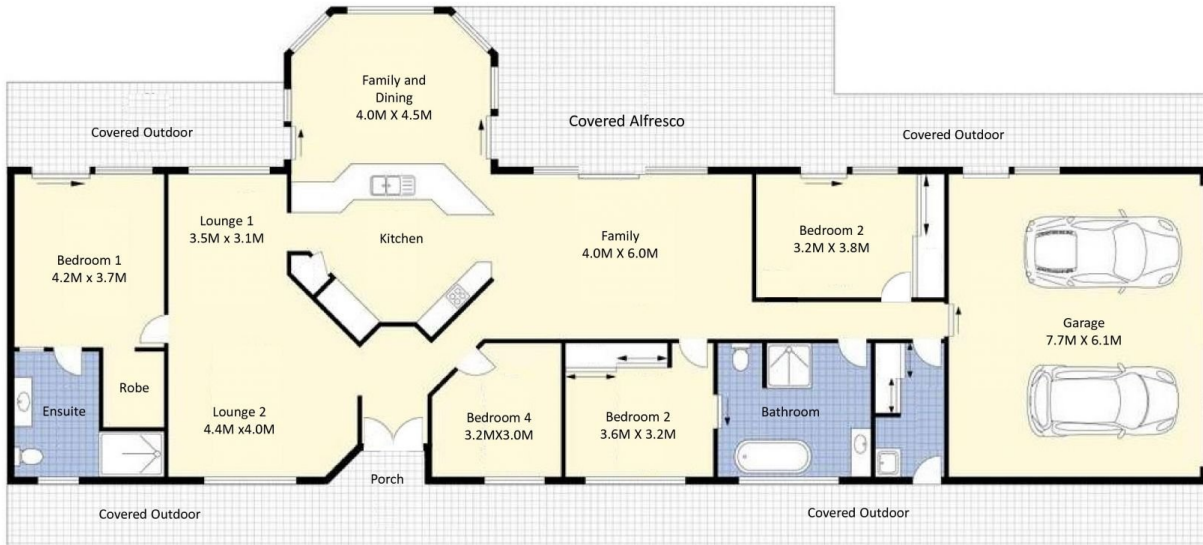 Family and
Dining
4.0M X 4.5M
Covered Outdoor
Covered Alfresco
Covered Outdoor
Lounge 1
3.5M x 3.1M
Bedroom 1
4.2M x 3.7M
Kitchen
Family
4.0M X 6.0M
Bedroom 2
3.2M X 3.8M
Garage
7.7M X 6.1M
Robe
Ensuite
Lounge 2
4.4M x4.0M
Bedroom 4
3.2MX3.0M
Bedroom 2
3.6M X 3.2M
Bathroom
Porch
Covered Outdoor
Covered Outdoor